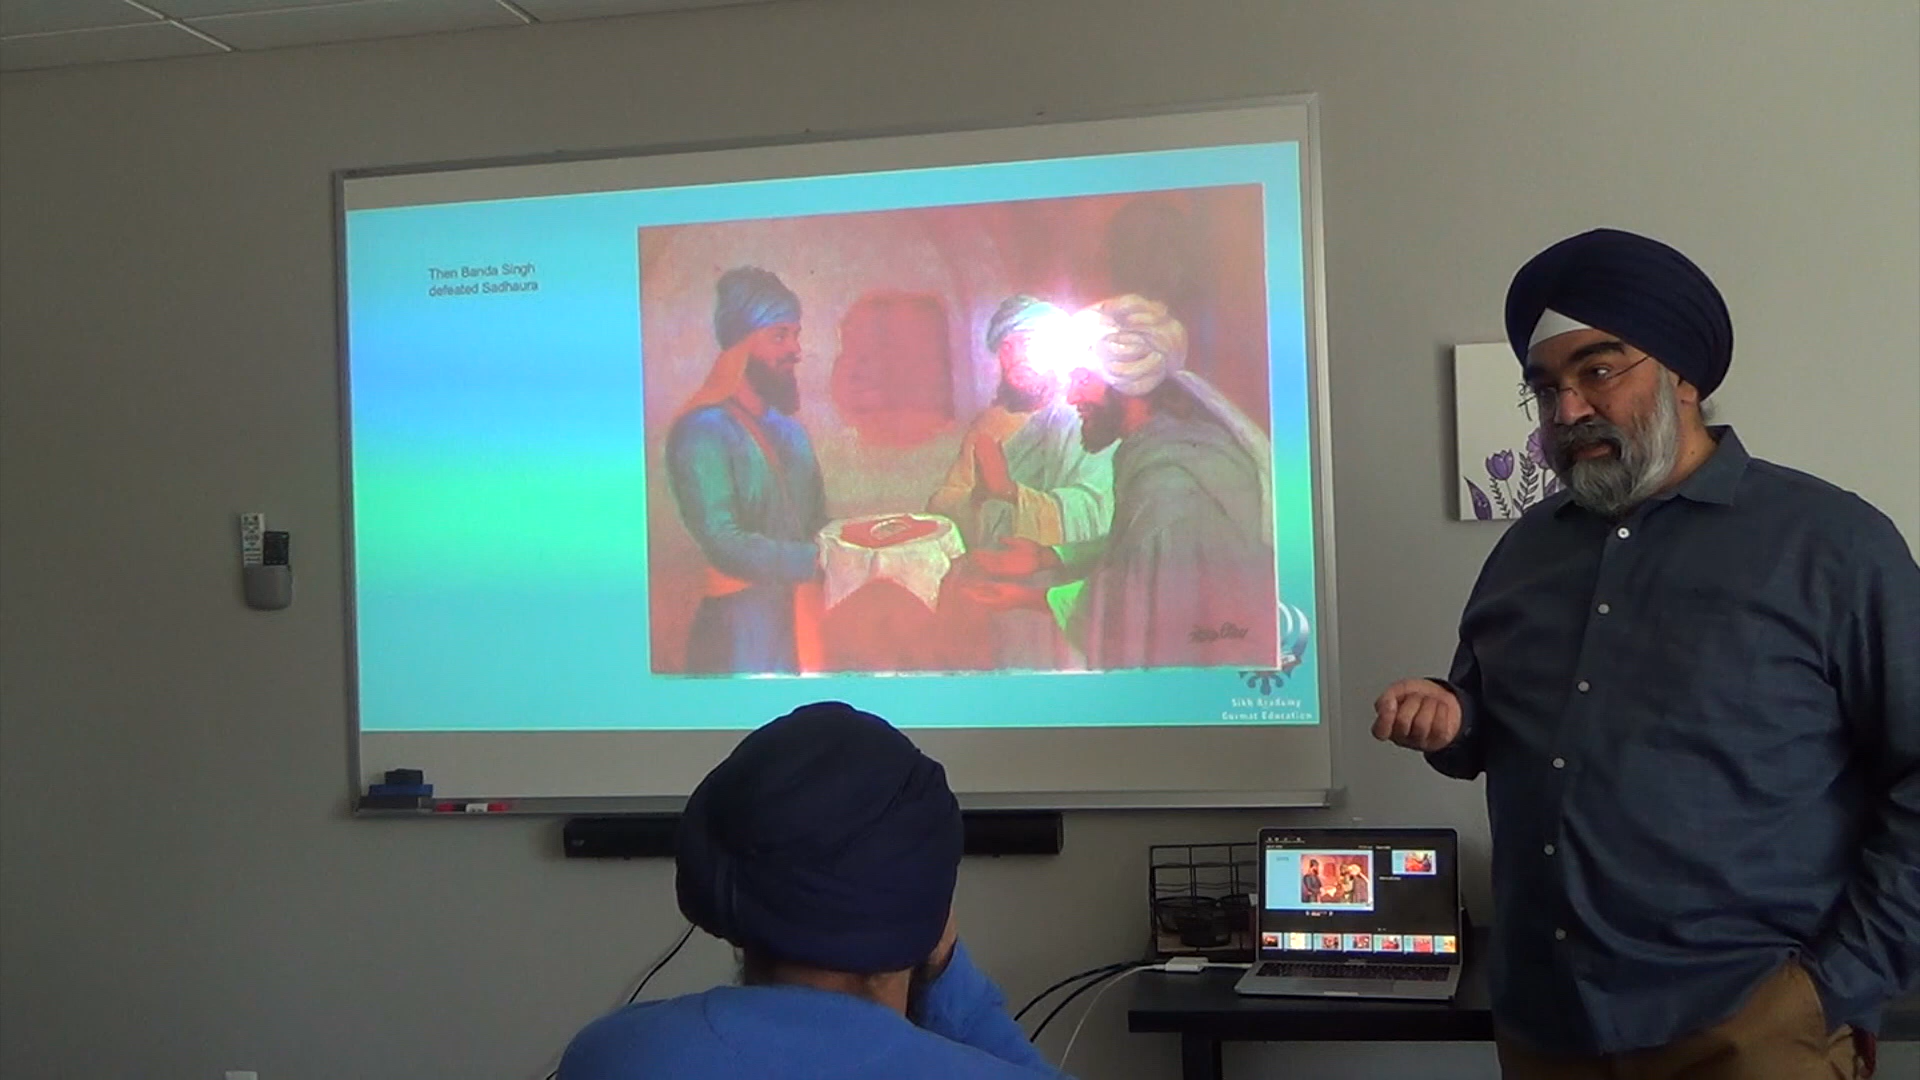 Then Banda Singh
defeated Sadhaura
Sikh Academy
Gurmat Education